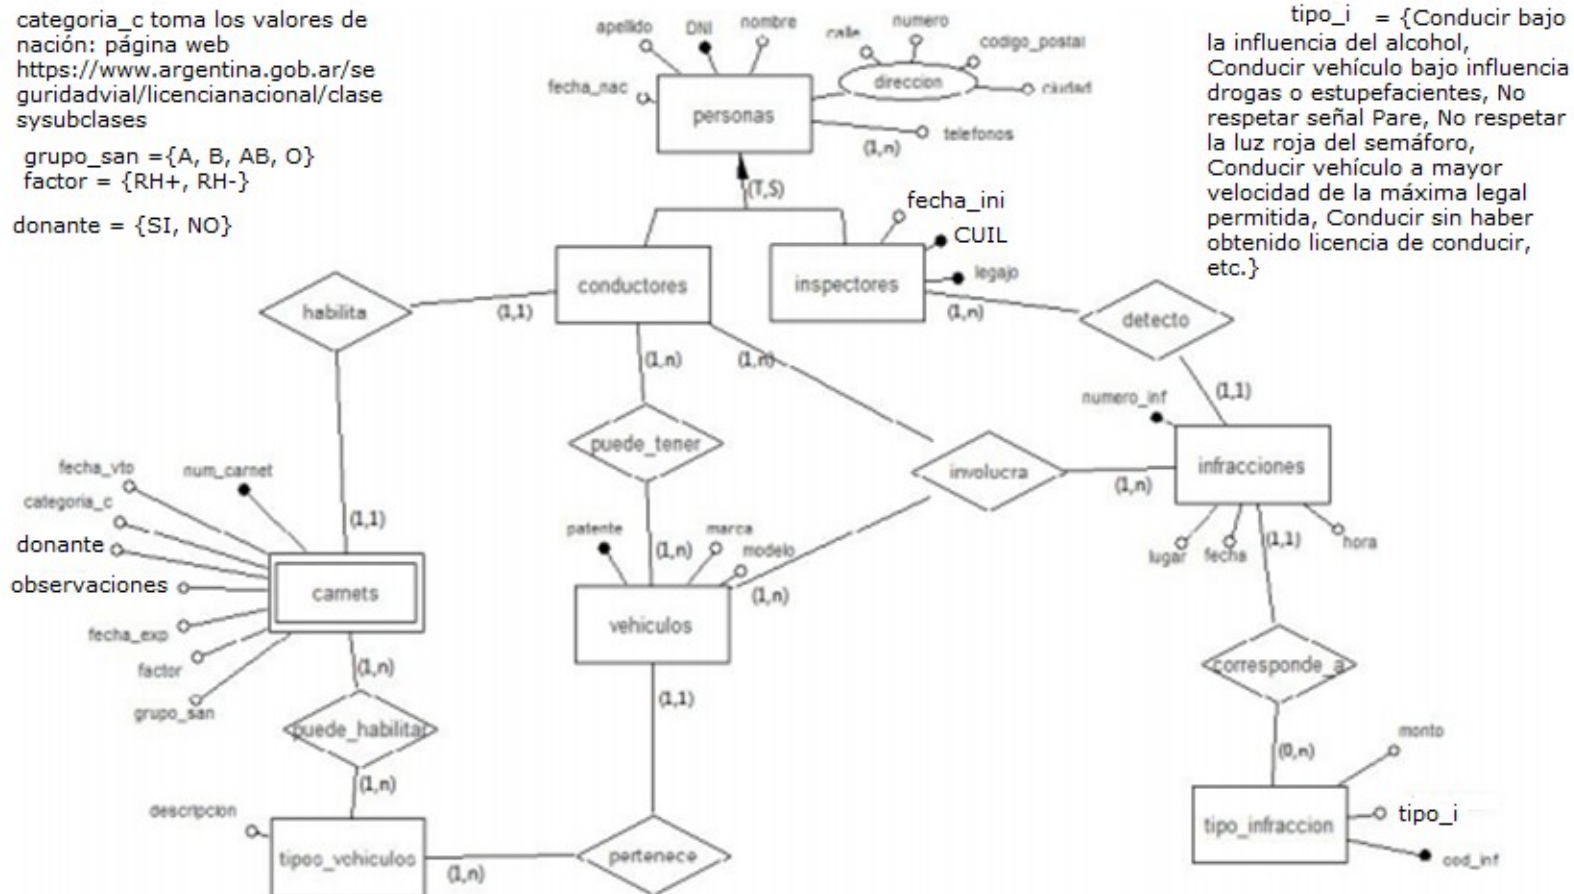 categoria_c toma los valores de
nación: página web
https://www.argentina.gob.ar/se
guridadvial/licencianacional/clase
sysubclases
grupo_san ={A, B, AB, O}
factor = {RH+, RH-}
donante = {SI, NO}
tipo_i = {Conducir bajo
la influencia del alcohol,
Conducir vehículo bajo influencia
drogas o estupefacientes, No
respetar señal Pare, No respetar
la luz roja del semáforo,
Conducir vehículo a mayor
velocidad de la máxima legal
permitida, Conducir sin haber
obtenido licencia de conducir,
etc.}
apellido
DNI
nombre
calle
numero
codigo_postal
fecha_nac
direccion
ciudad
personas
telefonos
(1,n)
(T,S)
fecha_ini
CUIL
legajo
conductores
inspectores
habilita
(1,1)
(1,n)
detecto
(1,n)
(1,n)
(1,1)
numero_inf
puede_tener
involucra
infracciones
(1,n)
fecha_vto
num_carnet
categoria_c
donante
observaciones
(1,1)
carnets
fecha_exp
factor
grupo_san
patente
marca
modelo
(1,n)
(1,n)
vehiculos
lugar
fecha
(1,1)
hora
(1,n)
puede_habilitar
(1,n)
(1,1)
corresponde_a
(0,n)
monto
descripcion
tipos_vehiculos
(1,n)
pertenece
tipo_infraccion
tipo_i
cod_inf